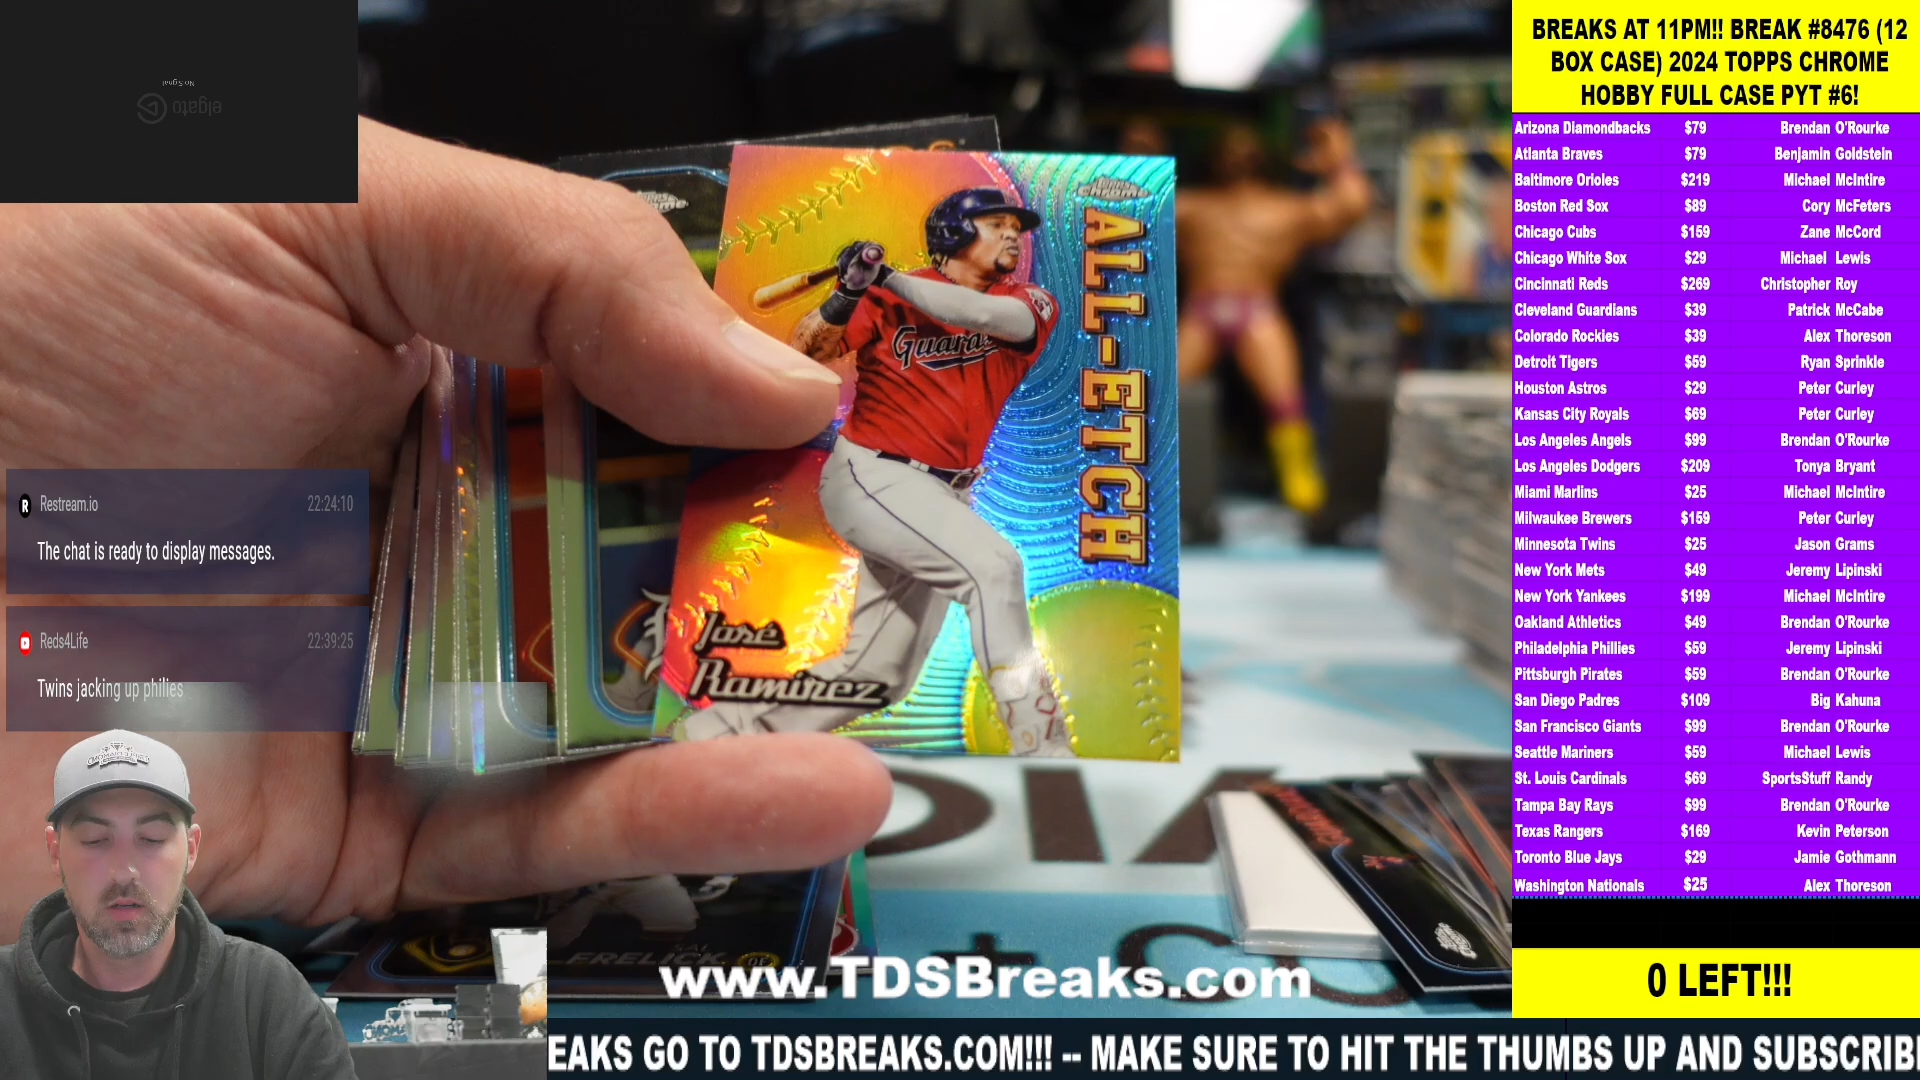 No Signal
elgato
BREAKS AT 11PM!! BREAK #8476 (12
BOX CASE) 2024 TOPPS CHROME
HOBBY FULL CASE PYT #6!
Arizona Diamondbacks $79 Brendan O'Rourke
Atlanta Braves $79 Benjamin Goldstein
Baltimore Orioles $219 Michael McIntire
Boston Red Sox $89 Cory McFeters
Chicago Cubs $159 Zane McCord
Chicago White Sox $29 Michael Lewis
Cincinnati Reds $269 Christopher Roy
Cleveland Guardians $39 Patrick McCabe
Colorado Rockies $39 Alex Thoreson
Detroit Tigers $59 Ryan Sprinkle
Houston Astros $29 Peter Curley
Kansas City Royals $69 Peter Curley
Los Angeles Angels $99 Brendan O'Rourke
Los Angeles Dodgers $209 Tonya Bryant
Miami Marlins $25 Michael McIntire
Milwaukee Brewers $159 Peter Curley
Minnesota Twins $25 Jason Grams
New York Mets $49 Jeremy Lipinski
New York Yankees $199 Michael McIntire
Oakland Athletics $49 Brendan O'Rourke
Philadelphia Phillies $59 Jeremy Lipinski
Pittsburgh Pirates $59 Brendan O'Rourke
San Diego Padres $109 Big Kahuna
San Francisco Giants $99 Brendan O'Rourke
Seattle Mariners $59 Michael Lewis
St. Louis Cardinals $69 SportsStuff Randy
Tampa Bay Rays $99 Brendan O'Rourke
Texas Rangers $169 Kevin Peterson
Toronto Blue Jays $29 Jamie Gothmann
Washington Nationals $25 Alex Thoreson
0 LEFT!!!
Topps Chrome
ALL-ETCH
Guard
José
Ramírez
Restream.io 22:24:10
The chat is ready to display messages.
Reds4Life 22:39:25
Twins jacking up philies
SAL
FRELICK OF
www.TDSBreaks.com
EAKS GO TO TDSBREAKS.COM!!! -- MAKE SURE TO HIT THE THUMBS UP AND SUBSCRIB